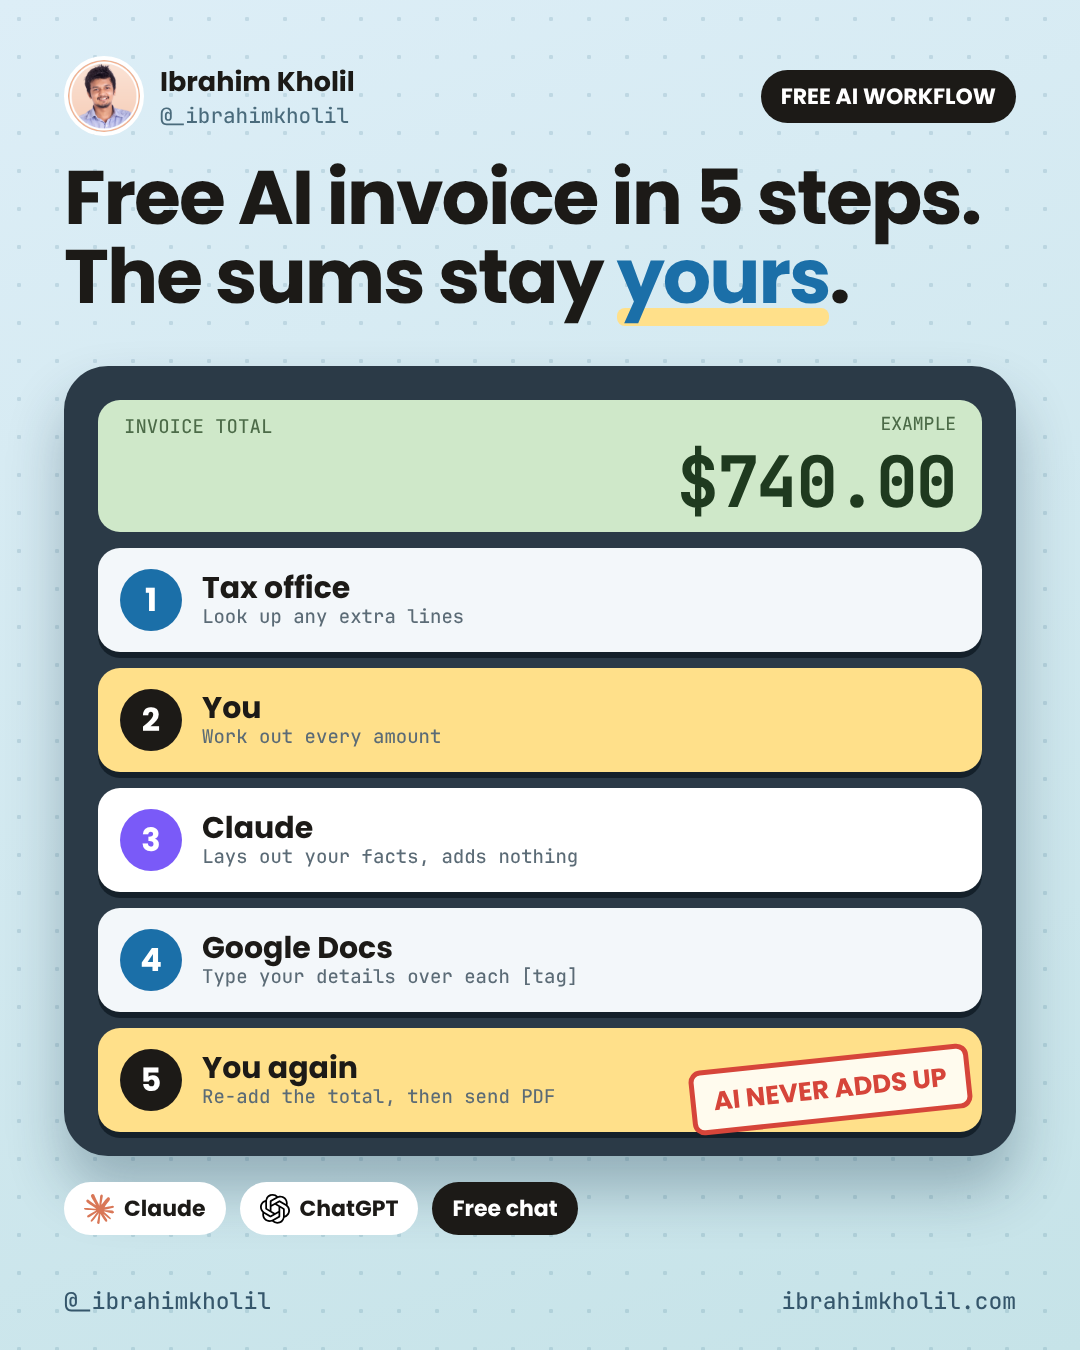 Ibrahim Kholil
@_ibrahimkholil
FREE AI WORKFLOW
Free AI invoice in 5 steps.
The sums stay yours.
INVOICE TOTAL
EXAMPLE
$740.00
1
Tax office
Look up any extra lines
2
You
Work out every amount
3
Claude
Lays out your facts, adds nothing
4
Google Docs
Type your details over each [tag]
5
You again
Re-add the total, then send PDF
AI NEVER ADDS UP
Claude
ChatGPT
Free chat
@_ibrahimkholil
ibrahimkholil.com